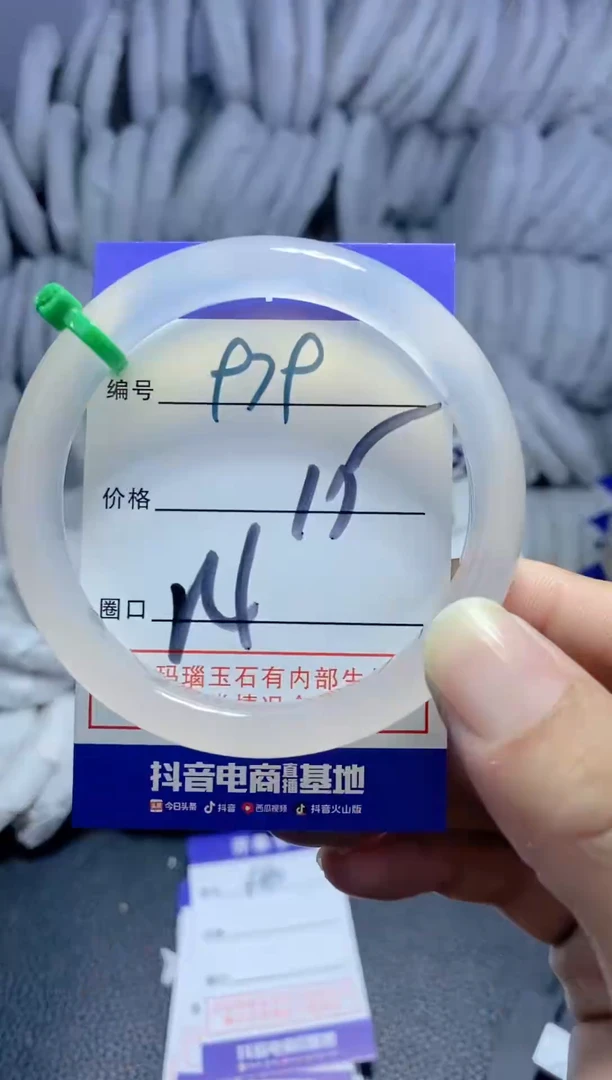 编号 P7P
价格 15
圈口
玛瑙玉石有内部生
抖音电商直播基地
今日头条 抖音 西瓜视频 抖音火山版